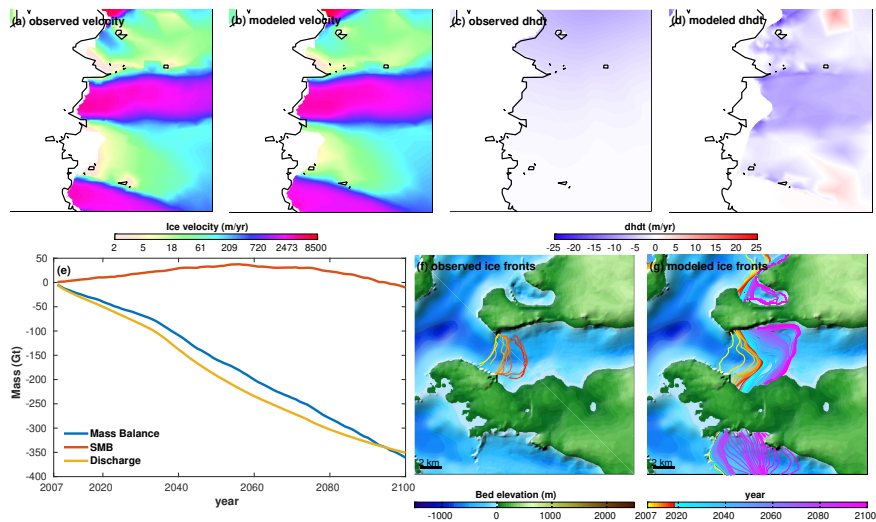 (a) observed velocity
(b) modeled velocity
(c) observed dhdt
(d) modeled dhdt
Ice velocity (m/yr)
2 5 18 61 209 720 2473 8500
dhdt (m/yr)
-25 -20 -15 -10 -5 0 5 10 15 20 25
(e)
50
0
-50
-100
-150
-200
-250
-300
-350
-400
Mass (Gt)
Mass Balance
SMB
Discharge
2007 2020 2040 2060 2080 2100
year
(f) observed ice fronts
2 km
(g) modeled ice fronts
2 km
Bed elevation (m)
-1000 0 1000 2000
year
2007 2020 2040 2060 2080 2100